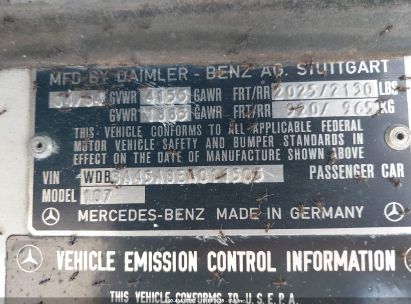 MFD BY DAIMLER - BENZ AG. STUTTGART
GVWR 4155 GAWR FRT/RR 2025/2130 LBS
GVWR 1885 GAWR FRT/RR 920/ 965 KG
THIS VEHICLE CONFORMS TO ALL APPLICABLE FEDERAL
MOTOR VEHICLE SAFETY AND BUMPER STANDARDS IN EFFECT
ON THE DATE OF MANUFACTURE SHOWN ABOVE
VIN PASSENGER CAR
MODEL 107
MERCEDES-BENZ MADE IN GERMANY
VEHICLE EMISSION CONTROL INFORMATION
THIS VEHICLE CONFORMS TO U.S.E.P.A.